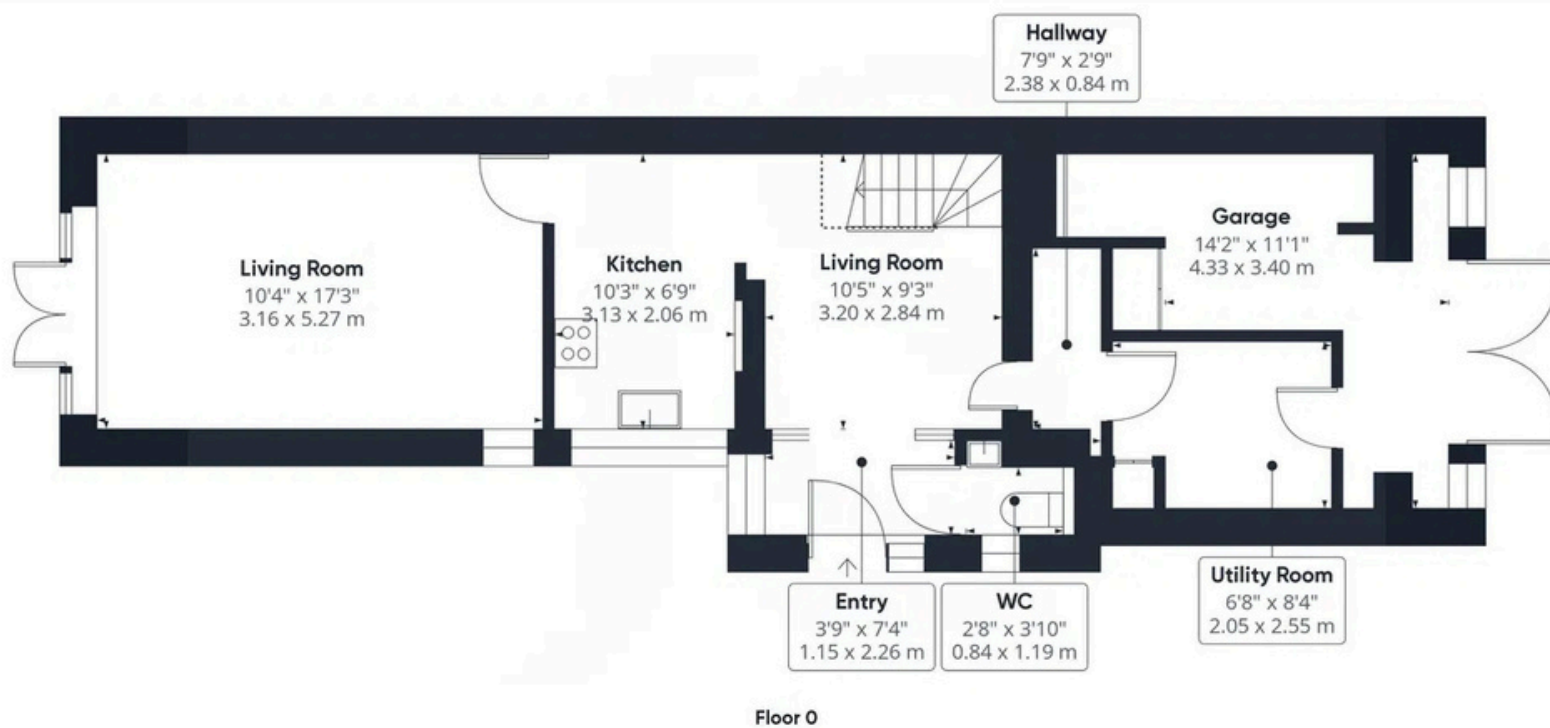 Hallway
7'9" x 2'9"
2.38 x 0.84 m
Living Room
10'4" x 17'3"
3.16 x 5.27 m
Kitchen
10'3" x 6'9"
3.13 x 2.06 m
Living Room
10'5" x 9'3"
3.20 x 2.84 m
Garage
14'2" x 11'1"
4.33 x 3.40 m
Entry
3'9" x 7'4"
1.15 x 2.26 m
WC
2'8" x 3'10"
0.84 x 1.19 m
Utility Room
6'8" x 8'4"
2.05 x 2.55 m
Floor 0